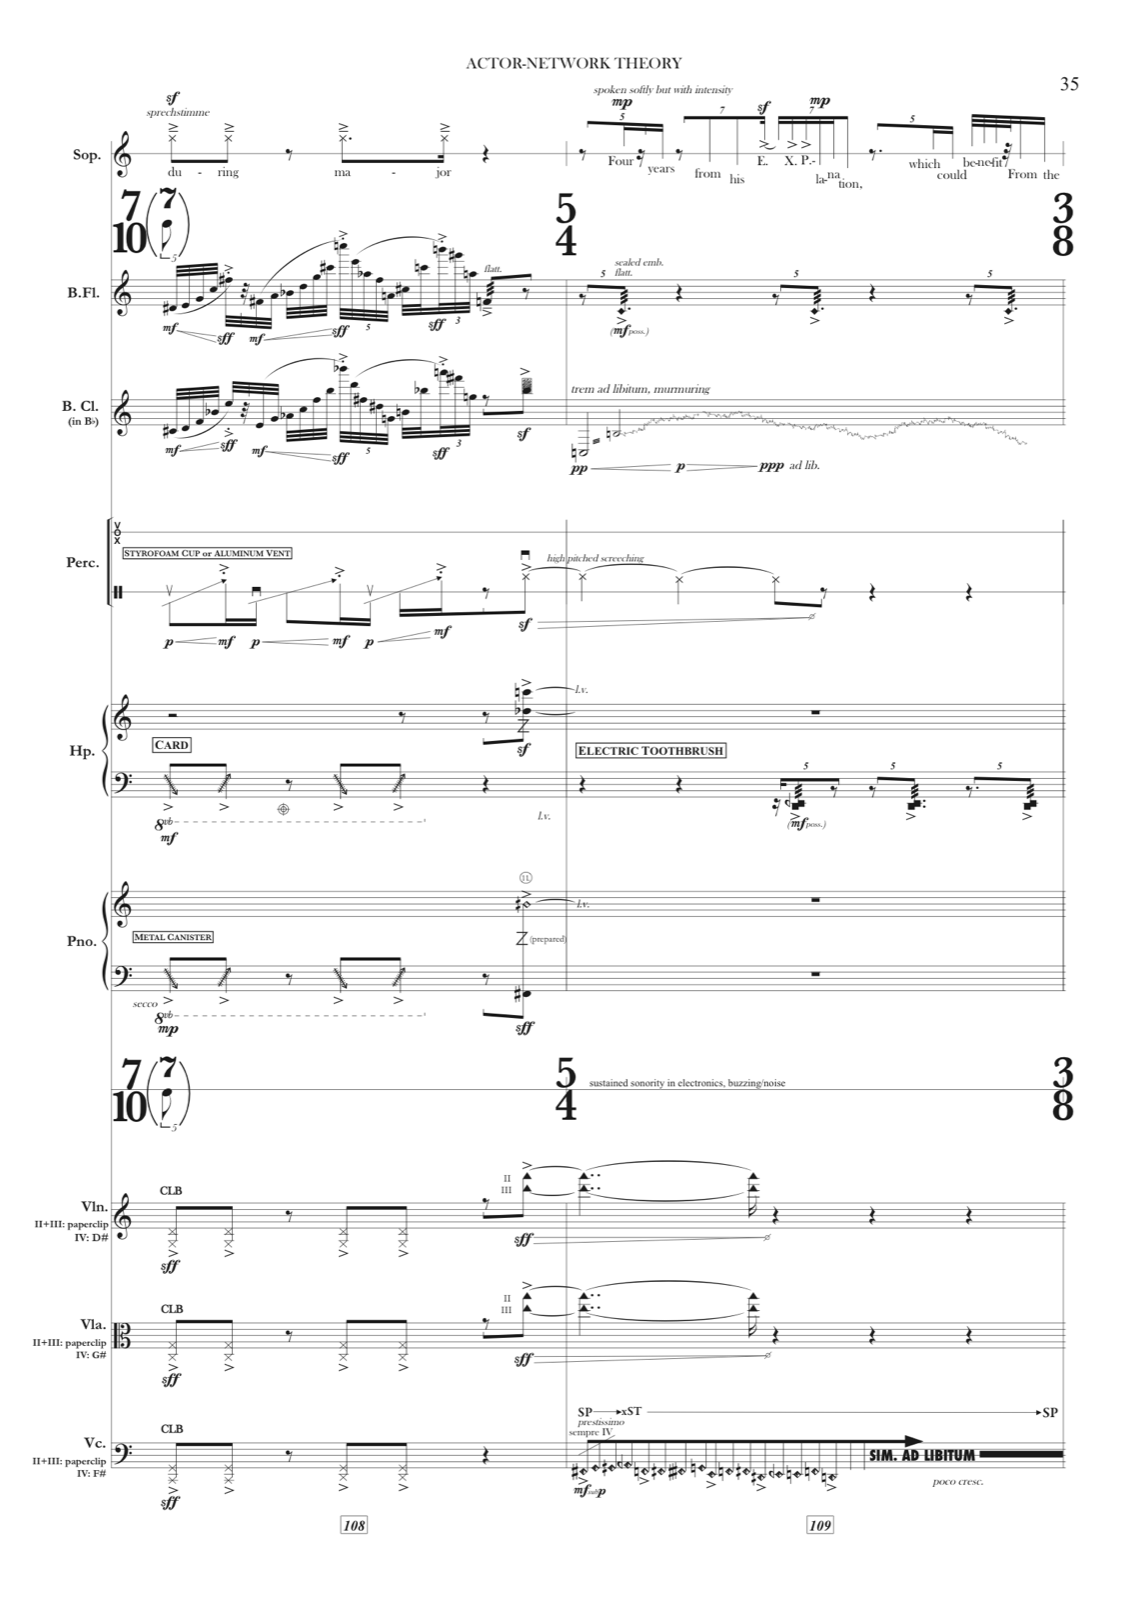 ACTOR-NETWORK THEORY
35
sf
sprechstimme
Sop.
du - ring ma - jor
spoken softly but with intensity
mp sf mp
5 7 7 5
Four years from his E. X. P.- la-na tion, which could be-ne-fit From the
7 10 (7 5) 5 4 3 8
B.Fl.
flatt.
mf sff mf sff sff
5 3
sealed emb.
flatt.
5 5 5
(mf poss.)
B. Cl.
(in B♭)
mf sff mf sff sff sf
5 3
trem ad libitum, murmuring
pp p ppp ad lib.
VOX
Perc.
STYROFOAM CUP or ALUMINUM VENT
high pitched screeching
p mf p mf p mf sf
Hp.
l.v.
sf
CARD
ELECTRIC TOOTHBRUSH
5 5 5
8vb
mf
l.v.
(mf poss.)
Pno.
l.v.
METAL CANISTER
(prepared)
secco
8vb
mp
sff
7 10 (7 5) 5 4 3 8
sustained sonority in electronics, buzzing/noise
Vln.
II+III: paperclip
IV: D#
CLB
II
III
sff sff
Vla.
II+III: paperclip
IV: G#
CLB
II
III
sff sff
Vc.
II+III: paperclip
IV: F#
CLB
sff
SP xST SP
prestissimo
sempre IV
SIM. AD LIBITUM
mf sub p
poco cresc.
108
109